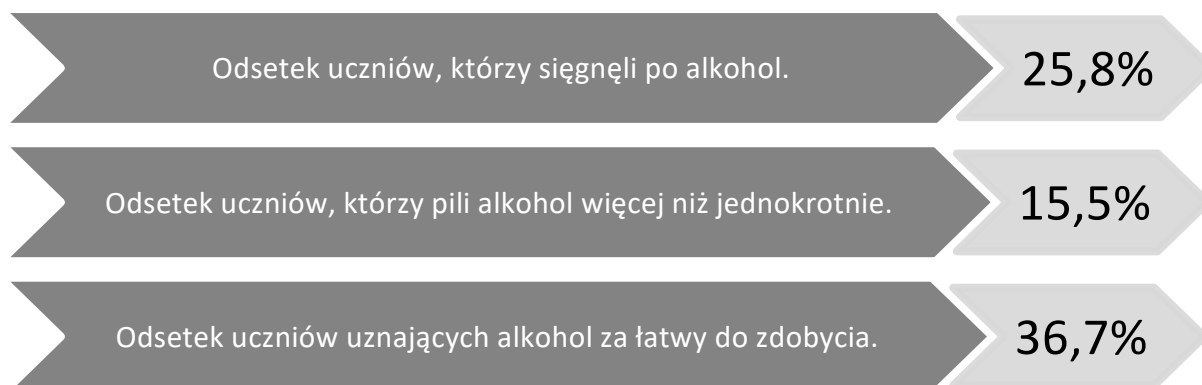 Odsetek uczniów, którzy sięgnęli po alkohol.
25,8%
Odsetek uczniów, którzy pili alkohol więcej niż jednokrotnie.
15,5%
Odsetek uczniów uznających alkohol za łatwy do zdobycia.
36,7%